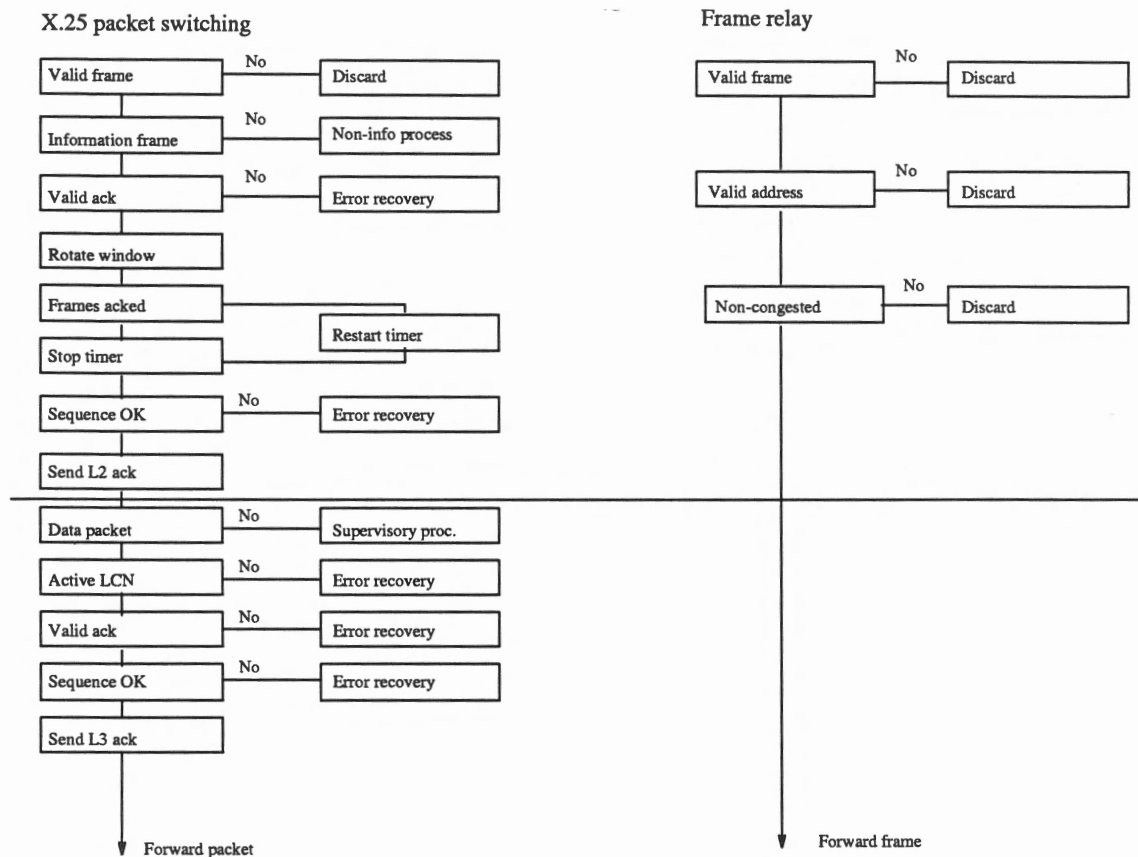 X.25 packet switching
Valid frame
No
Discard
Information frame
No
Non-info process
Valid ack
No
Error recovery
Rotate window
Frames acked
Restart timer
Stop timer
Sequence OK
No
Error recovery
Send L2 ack
Data packet
No
Supervisory proc.
Active LCN
No
Error recovery
Valid ack
No
Error recovery
Sequence OK
No
Error recovery
Send L3 ack
Forward packet
Frame relay
Valid frame
No
Discard
Valid address
No
Discard
Non-congested
No
Discard
Forward frame